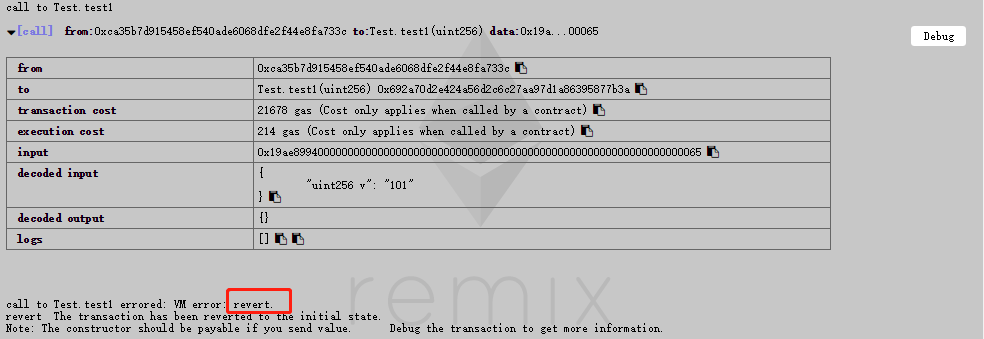 call to Test.test1
[call] from:0xca35b7d915458ef540ade6068dfe2f44e8fa733c to:Test.test1(uint256) data:0x19a...00065
Debug
from 0xca35b7d915458ef540ade6068dfe2f44e8fa733c
to Test.test1(uint256) 0x692a70d2e424a56d2c6c27aa97d1a86395877b3a
transaction cost 21678 gas (Cost only applies when called by a contract)
execution cost 214 gas (Cost only applies when called by a contract)
input 0x19ae89940000000000000000000000000000000000000000000000000000000000000065
decoded input {
"uint256 v": "101"
}
decoded output {}
logs []
remix
call to Test.test1 errored: VM error: revert.
revert The transaction has been reverted to the initial state.
Note: The constructor should be payable if you send value. Debug the transaction to get more information.